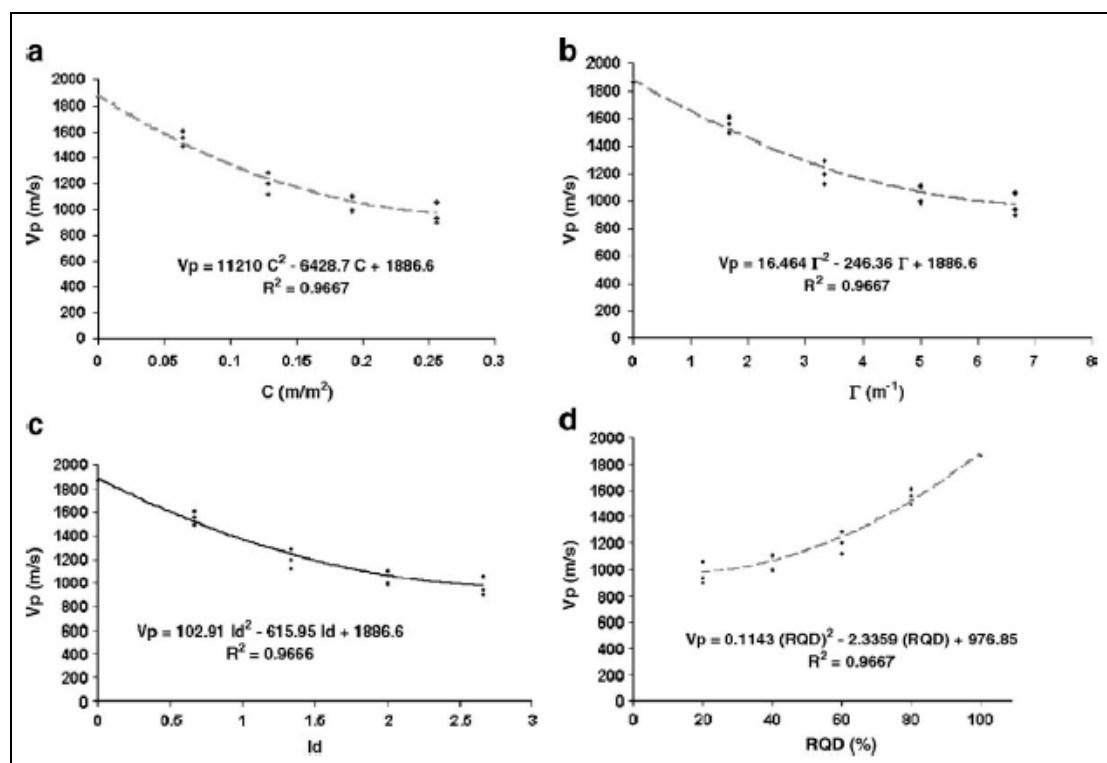 a
2000
1800
1600
1400
1200
1000
800
600
400
200
0
Vp (m/s)
Vp = 11210 C² - 6428.7 C + 1886.6
R² = 0.9667
0 0.05 0.1 0.15 0.2 0.25 0.3
C (m/m²)
b
2000
1800
1600
1400
1200
1000
800
600
400
200
0
Vp (m/s)
Vp = 16.464 Γ² - 246.36 Γ + 1886.6
R² = 0.9667
0 1 2 3 4 5 6 7 8
Γ (m⁻¹)
c
2000
1800
1600
1400
1200
1000
800
600
400
200
0
Vp (m/s)
Vp = 102.91 Id² - 615.95 Id + 1886.6
R² = 0.9666
0 0.5 1 1.5 2 2.5 3
Id
d
2000
1800
1600
1400
1200
1000
800
600
400
200
0
Vp (m/s)
Vp = 0.1143 (RQD)² - 2.3359 (RQD) + 976.85
R² = 0.9667
0 20 40 60 80 100
RQD (%)